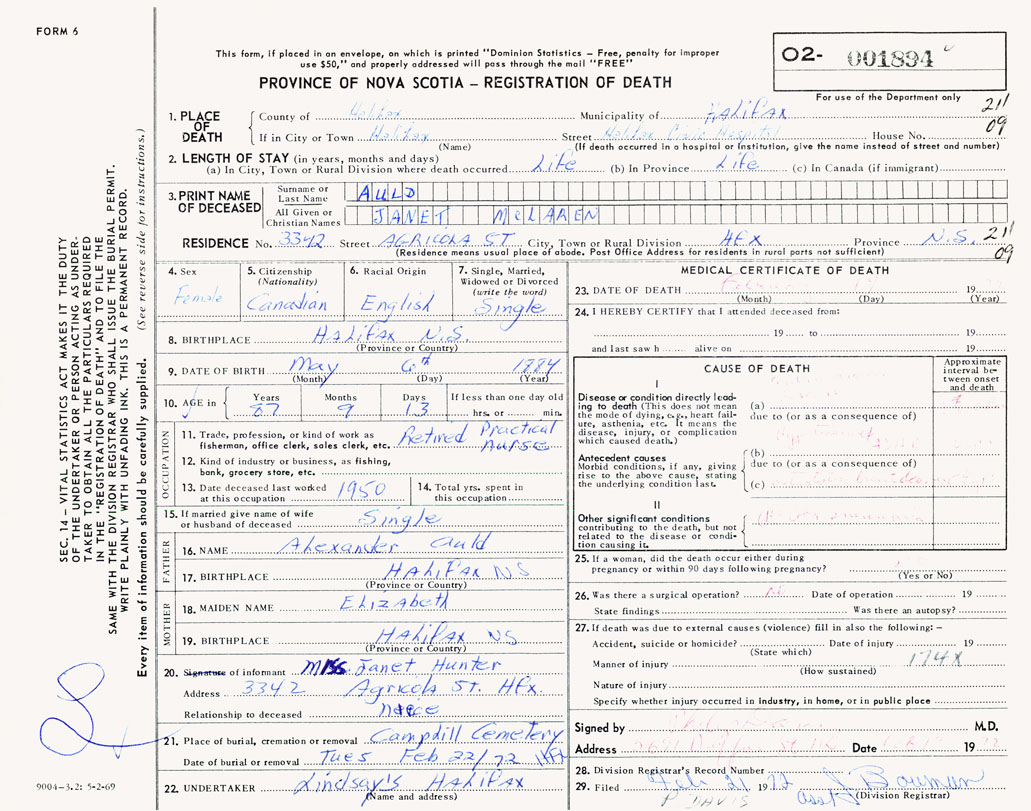 FORM 6
This form, if placed in an envelope, on which is printed "Dominion Statistics – Free, penalty for improper
use $50," and properly addressed will pass through the mail "FREE"
PROVINCE OF NOVA SCOTIA – REGISTRATION OF DEATH
O2- 001894
For use of the Department only
211
09
SEC. 14 – VITAL STATISTICS ACT MAKES IT THE DUTY
OF THE UNDERTAKER OR PERSON ACTING AS UNDER-
TAKER TO OBTAIN ALL THE PARTICULARS REQUIRED
IN THE "REGISTRATION OF DEATH" AND TO FILE THE
SAME WITH THE DIVISION REGISTRAR WHO SHALL ISSUE THE BURIAL PERMIT.
WRITE PLAINLY WITH UNFADING INK. THIS IS A PERMANENT RECORD.
Every item of information should be carefully supplied. (See reverse side for instructions.)
1. PLACE OF DEATH
County of Halifax Municipality of HALIFAX
If in City or Town Halifax Street Halifax Civic Hospital House No.
(Name) (If death occurred in a hospital or Institution, give the name instead of street and number)
2. LENGTH OF STAY (in years, months and days)
(a) In City, Town or Rural Division where death occurred Life (b) In Province Life (c) In Canada (if immigrant)
3. PRINT NAME OF DECEASED
Surname or Last Name AULD
All Given or Christian Names JANET McLAREN
RESIDENCE No. 3342 Street AGRICOLA ST City, Town or Rural Division HFX Province N.S. 211
(Residence means usual place of abode. Post Office Address for residents in rural parts not sufficient) 09
4. Sex
Female
5. Citizenship
(Nationality)
Canadian
6. Racial Origin
English
7. Single, Married,
Widowed or Divorced
(write the word)
Single
8. BIRTHPLACE HALIFAX N.S.
(Province or Country)
9. DATE OF BIRTH May 6th 1884
(Month) (Day) (Year)
10. AGE in Years Months Days If less than one day old
87 9 13 hrs. or min.
OCCUPATION
11. Trade, profession, or kind of work as
fisherman, office clerk, sales clerk, etc. Retired Practical Nurse
12. Kind of industry or business, as fishing,
bank, grocery store, etc.
13. Date deceased last worked
at this occupation 1950
14. Total yrs. spent in
this occupation
15. If married give name of wife
or husband of deceased Single
FATHER
16. NAME Alexander Auld
17. BIRTHPLACE HALIFAX NS
(Province or Country)
MOTHER
18. MAIDEN NAME Elizabeth
19. BIRTHPLACE HALIFAX NS
(Province or Country)
20. Signature of informant Miss Janet Hunter
Address 3342 Agricola St. Hfx.
Relationship to deceased niece
21. Place of burial, cremation or removal Camphill Cemetery
Date of burial or removal Tues Feb 22/72 Hfx
22. UNDERTAKER Lindsay's HALIFAX
(Name and address)
9004-3.2: 5-2-69
MEDICAL CERTIFICATE OF DEATH
23. DATE OF DEATH February 19
(Month) (Day) (Year)
24. I HEREBY CERTIFY that I attended deceased from:
19 to 19
and last saw h alive on 19
CAUSE OF DEATH
Approximate
interval be-
tween onset
and death
I
Disease or condition directly lead-
ing to death (This does not mean
the mode of dying, e.g., heart fail-
ure, asthenia, etc. It means the
disease, injury, or complication
which caused death.)
(a)
due to (or as a consequence of)
Antecedent causes
Morbid conditions, if any, giving
rise to the above cause, stating
the underlying condition last.
(b)
due to (or as a consequence of)
(c)
II
Other significant conditions
contributing to the death, but not
related to the disease or condi-
tion causing it.
25. If a woman, did the death occur either during
pregnancy or within 90 days following pregnancy?
(Yes or No)
26. Was there a surgical operation? No Date of operation 19
State findings Was there an autopsy?
27. If death was due to external causes (violence) fill in also the following: –
Accident, suicide or homicide? Date of injury 19
(State which)
Manner of injury 174X
(How sustained)
Nature of injury
Specify whether injury occurred in industry, in home, or in public place
Signed by M.D.
Address Date 19
28. Division Registrar's Record Number
29. Filed Feb 21 1972 J Bowman
P. DAVIS Asst (Division Registrar)